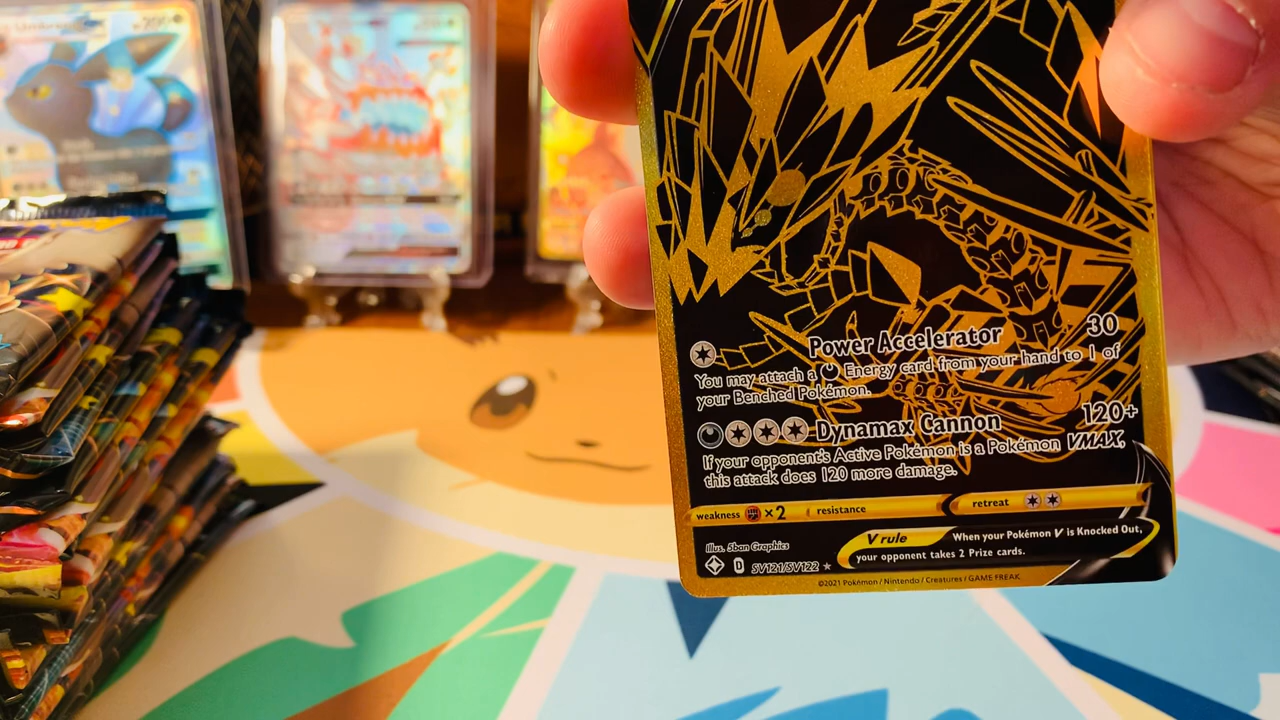 Umbreon
200
Power Accelerator 30
You may attach a Energy card from your hand to 1 of
your Benched Pokémon.
Dynamax Cannon 120+
If your opponent's Active Pokémon is a Pokémon VMAX,
this attack does 120 more damage.
weakness ×2 resistance retreat
V rule When your Pokémon V is Knocked Out,
your opponent takes 2 Prize cards.
Illus. 5ban Graphics
D SV121/SV122 ★
©2021 Pokémon / Nintendo / Creatures / GAME FREAK